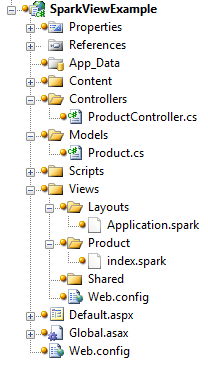 SparkViewExample
Properties
References
App_Data
Content
Controllers
ProductController.cs
Models
Product.cs
Scripts
Views
Layouts
Application.spark
Product
index.spark
Shared
Web.config
Default.aspx
Global.asax
Web.config